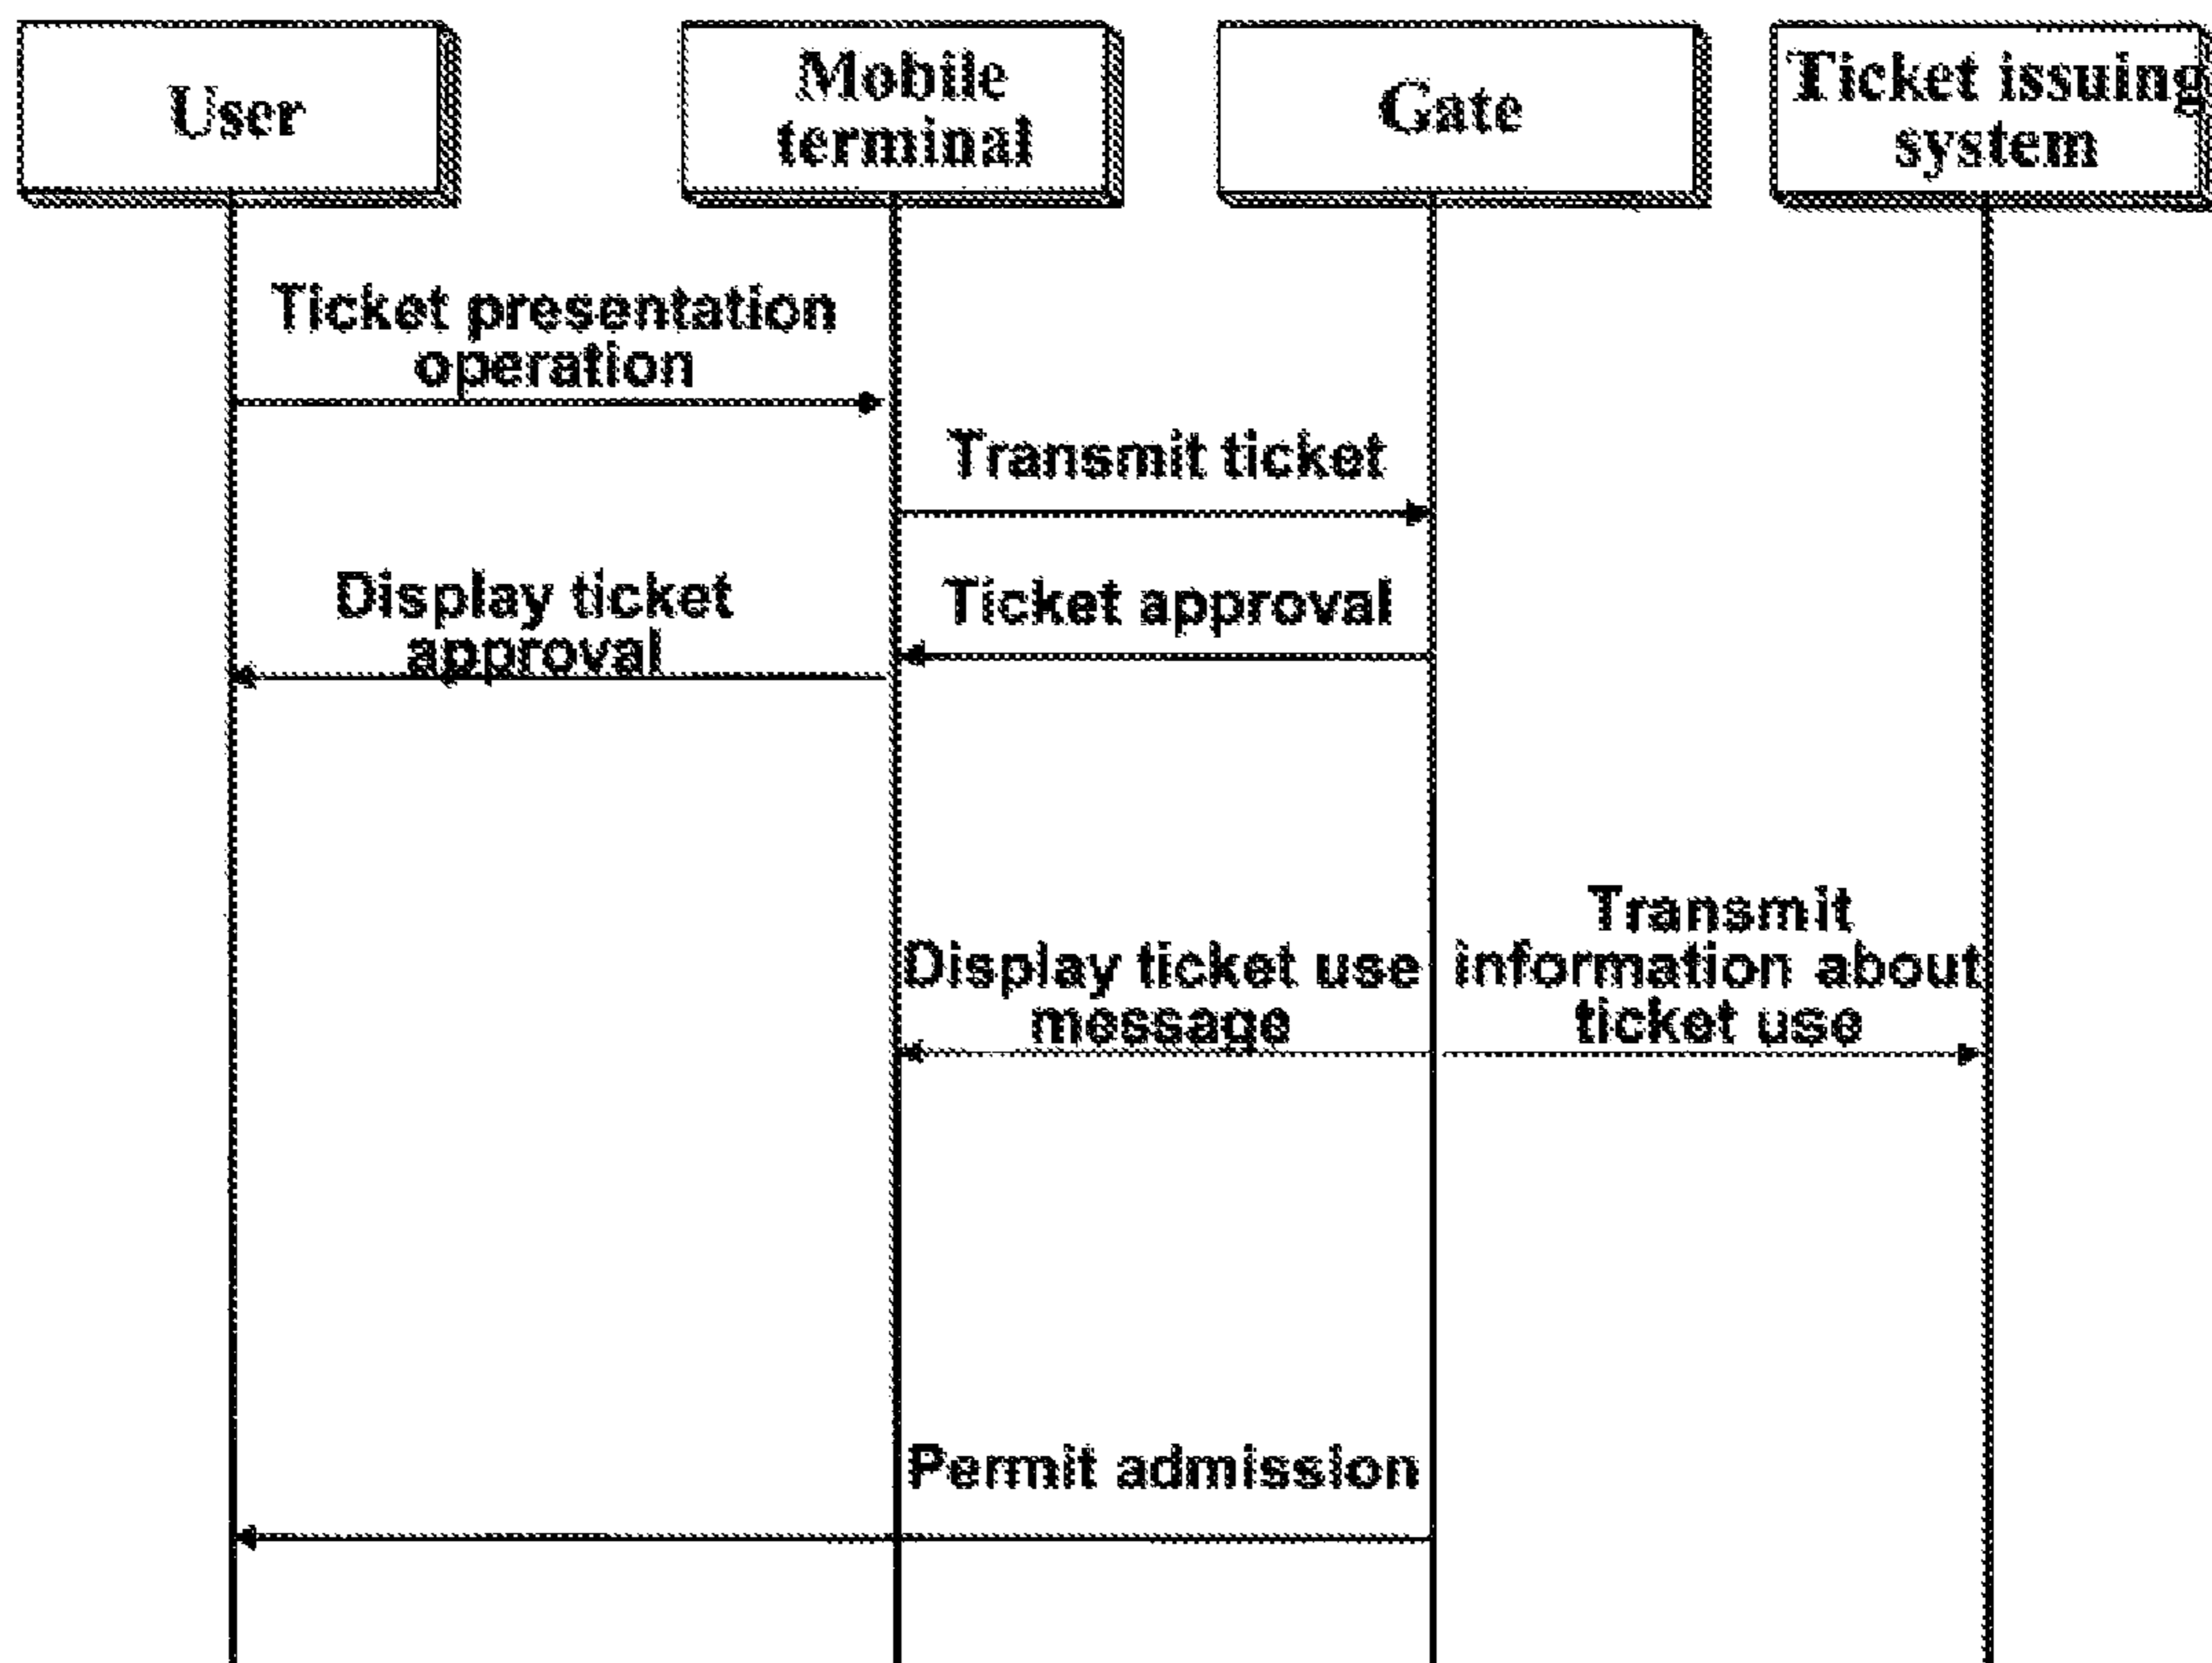 User
Mobile
terminal
Gate
Ticket issuing
system
Ticket presentation
operation
Transmit ticket
Display ticket
approval
Ticket approval
Display ticket use
message
Transmit
information about
ticket use
Permit admission